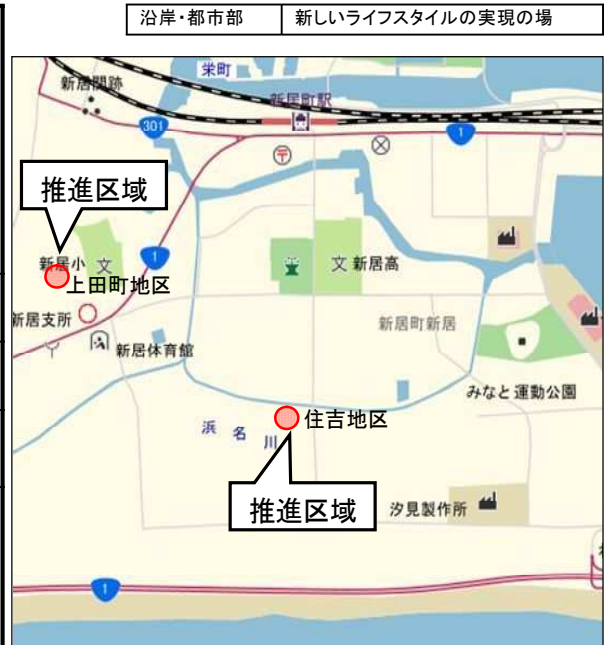 沿岸・都市部 新しいライフスタイルの実現の場
栄町
新居関跡
新居町駅
301
1
推進区域
新居小 文
上田町地区
1
文 新居高
新居支所
新居町新居
新居体育館
みなと運動公園
住吉地区
浜名川
推進区域
汐見製作所
1